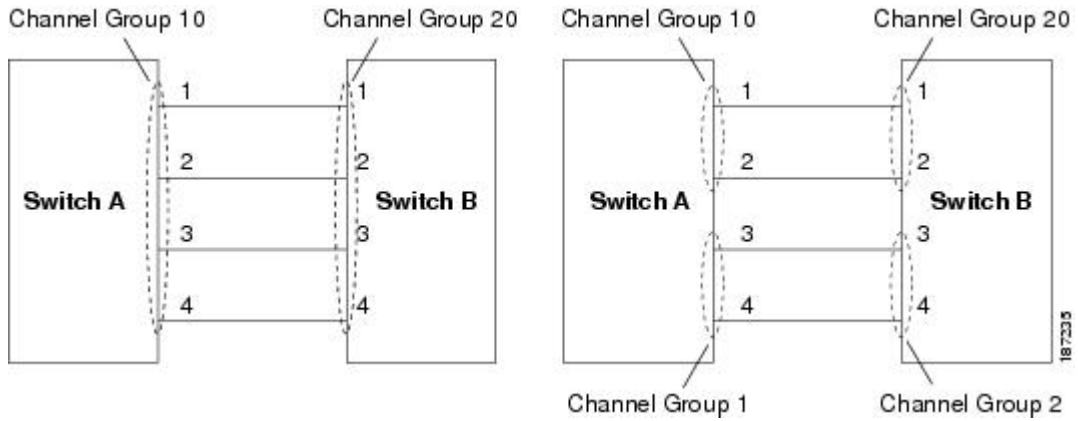 Channel Group 10 Channel Group 20
1 1
2 2
Switch A Switch B
3 3
4 4
Channel Group 10 Channel Group 20
1 1
2 2
Switch A Switch B
3 3
4 4
Channel Group 1 Channel Group 2
187235